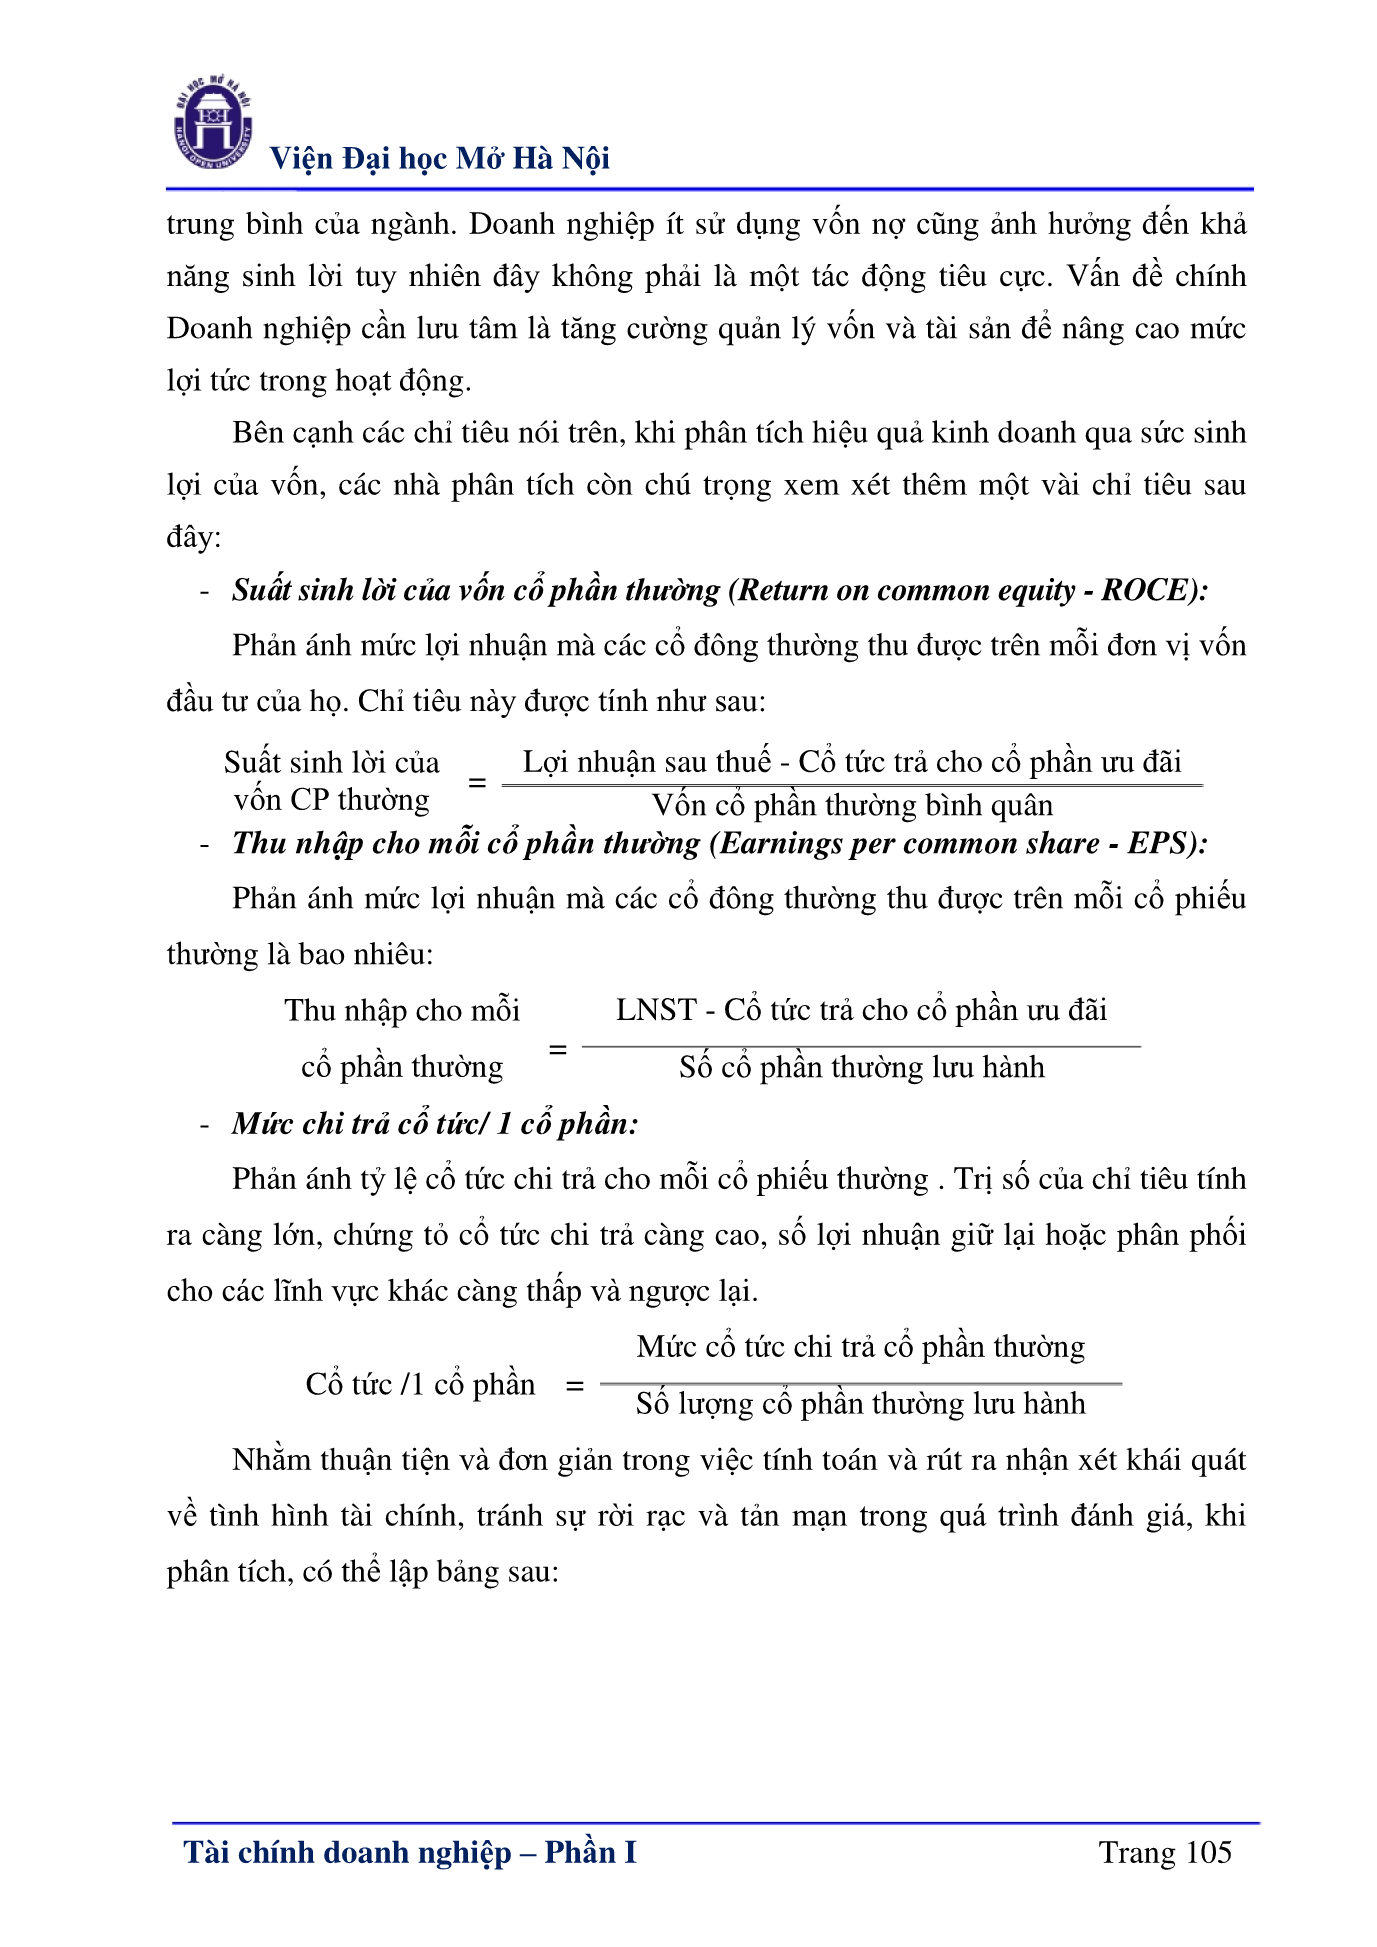 ĐẠI HỌC MỞ HÀ NỘI
HANOI OPEN UNIVERSITY
Viện Đại học Mở Hà Nội
trung bình của ngành. Doanh nghiệp ít sử dụng vốn nợ cũng ảnh hưởng đến khả
năng sinh lời tuy nhiên đây không phải là một tác động tiêu cực. Vấn đề chính
Doanh nghiệp cần lưu tâm là tăng cường quản lý vốn và tài sản để nâng cao mức
lợi tức trong hoạt động.
Bên cạnh các chỉ tiêu nói trên, khi phân tích hiệu quả kinh doanh qua sức sinh
lợi của vốn, các nhà phân tích còn chú trọng xem xét thêm một vài chỉ tiêu sau
đây:
- Suất sinh lời của vốn cổ phần thường (Return on common equity - ROCE):
Phản ánh mức lợi nhuận mà các cổ đông thường thu được trên mỗi đơn vị vốn
đầu tư của họ. Chỉ tiêu này được tính như sau:
Suất sinh lời của
vốn CP thường
=
Lợi nhuận sau thuế - Cổ tức trả cho cổ phần ưu đãi
Vốn cổ phần thường bình quân
- Thu nhập cho mỗi cổ phần thường (Earnings per common share - EPS):
Phản ánh mức lợi nhuận mà các cổ đông thường thu được trên mỗi cổ phiếu
thường là bao nhiêu:
Thu nhập cho mỗi
cổ phần thường
=
LNST - Cổ tức trả cho cổ phần ưu đãi
Số cổ phần thường lưu hành
- Mức chi trả cổ tức/ 1 cổ phần:
Phản ánh tỷ lệ cổ tức chi trả cho mỗi cổ phiếu thường . Trị số của chỉ tiêu tính
ra càng lớn, chứng tỏ cổ tức chi trả càng cao, số lợi nhuận giữ lại hoặc phân phối
cho các lĩnh vực khác càng thấp và ngược lại.
Cổ tức /1 cổ phần =
Mức cổ tức chi trả cổ phần thường
Số lượng cổ phần thường lưu hành
Nhằm thuận tiện và đơn giản trong việc tính toán và rút ra nhận xét khái quát
về tình hình tài chính, tránh sự rời rạc và tản mạn trong quá trình đánh giá, khi
phân tích, có thể lập bảng sau:
Tài chính doanh nghiệp – Phần I Trang 105